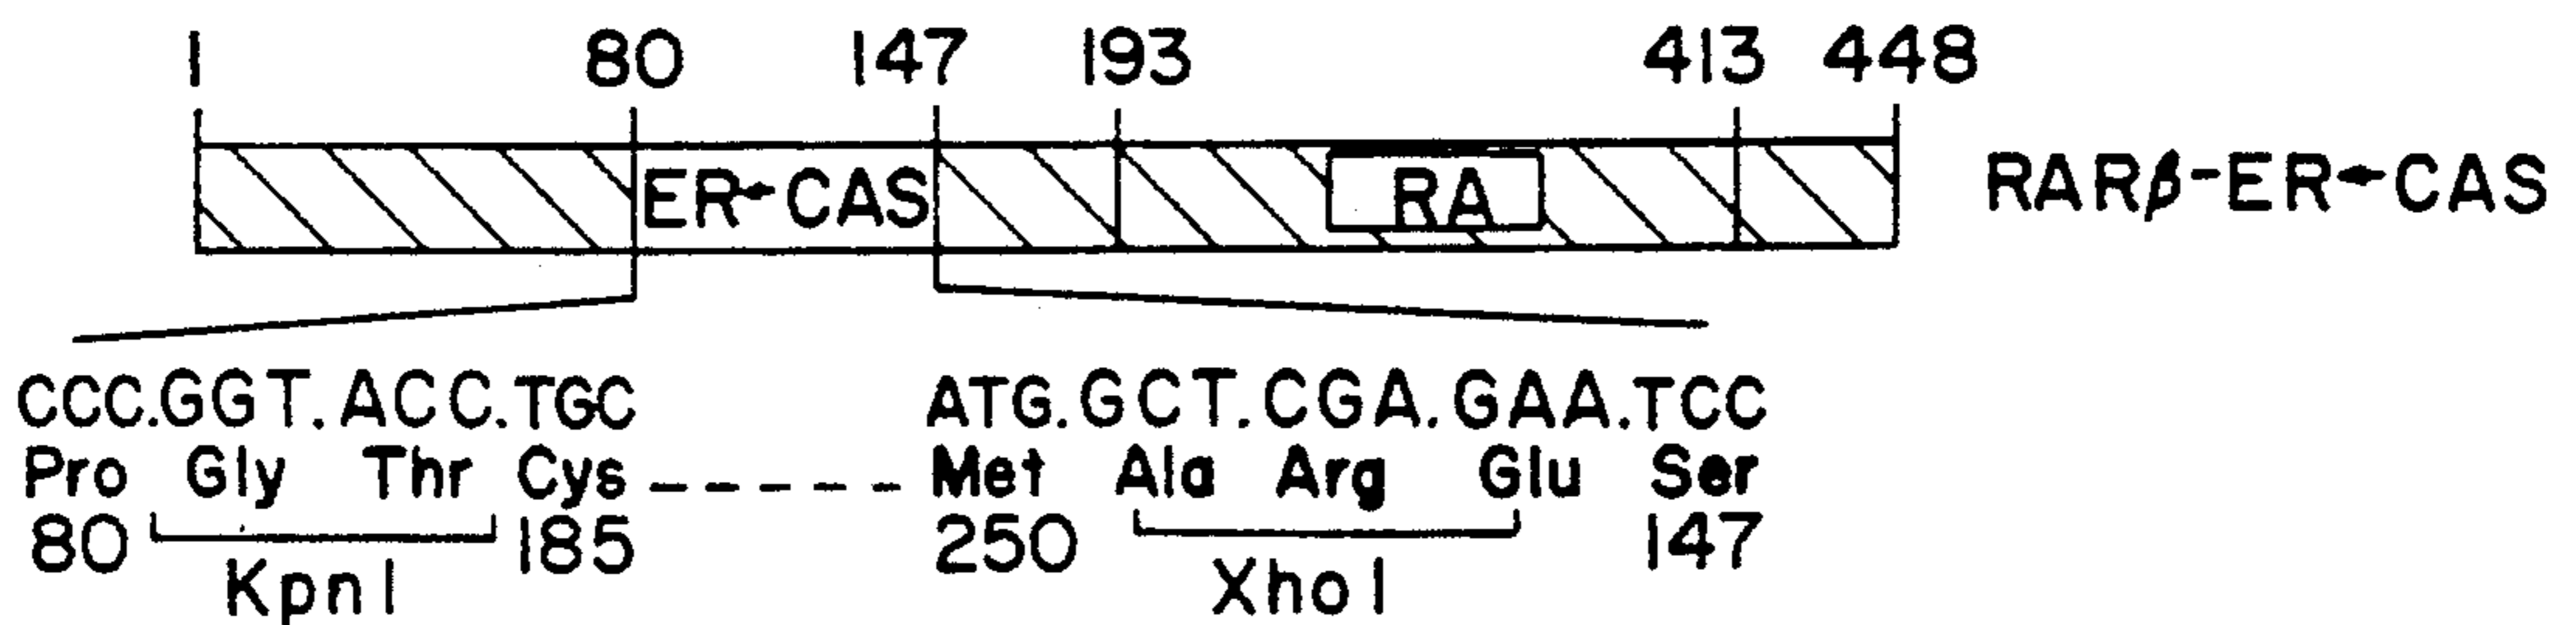 1 80 147 193 413 448
ER←CAS RA RARβ-ER←CAS
CCC.GGT.ACC.TGC ATG.GCT.CGA.GAA.TCC
Pro Gly Thr Cys ----- Met Ala Arg Glu Ser
80 185 250 147
KpnI XhoI